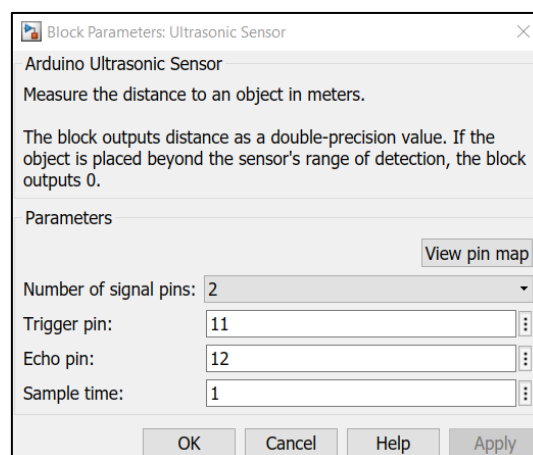 Block Parameters: Ultrasonic Sensor
Arduino Ultrasonic Sensor
Measure the distance to an object in meters.
The block outputs distance as a double-precision value. If the
object is placed beyond the sensor's range of detection, the block
outputs 0.
Parameters
View pin map
Number of signal pins: 2
Trigger pin: 11
Echo pin: 12
Sample time: 1
OK Cancel Help Apply